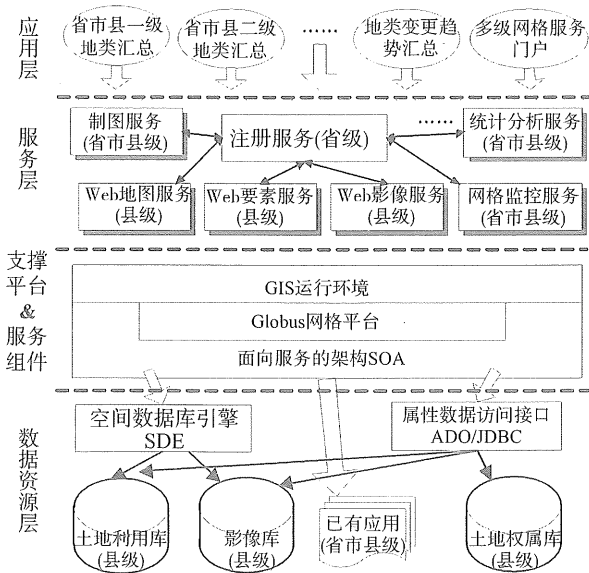 应用层
省市县一级
地类汇总
省市县二级
地类汇总
……
地类变更趋
势汇总
多级网格服务
门户
服务层
制图服务
(省市县级)
注册服务(省级)
……
统计分析服务
(省市县级)
Web地图服务
(县级)
Web要素服务
(县级)
Web影像服务
(县级)
网格监控服务
(省市县级)
支撑
平台
&
服务
组件
GIS运行环境
Globus网格平台
面向服务的架构SOA
数据资源层
空间数据库引擎
SDE
属性数据访问接口
ADO/JDBC
土地利用库
(县级)
影像库
(县级)
已有应用
(省市县级)
土地权属库
(县级)